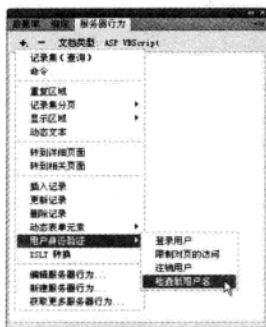 数据库 绑定 服务器行为
文档类型: ASP VBScript
记录集(查询)
命令
重复区域
记录集分页
显示区域
动态文本
转到详细页面
转到相关页面
插入记录
更新记录
删除记录
动态表单元素
用户身份验证
XSLT 转换
编辑服务器行为...
新建服务器行为...
获取更多服务器行为...
登录用户
限制对页的访问
注销用户
检查新用户名